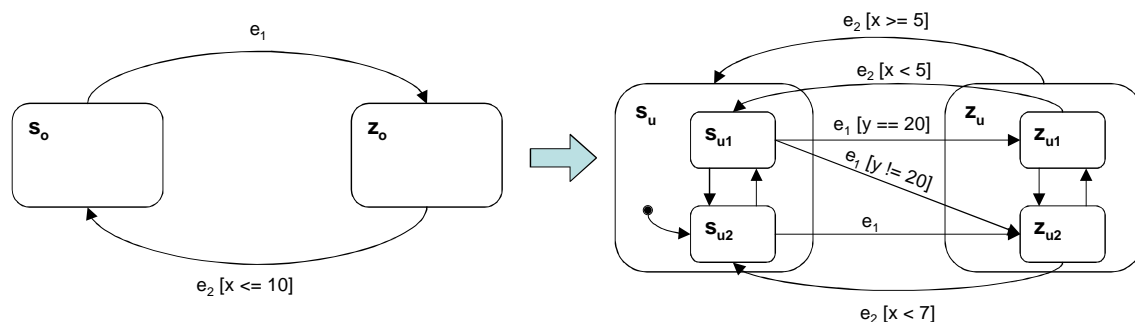 e₁
sₒ
zₒ
e₂ [x <= 10]
e₂ [x >= 5]
e₂ [x < 5]
sᵤ
sᵤ₁
e₁ [y == 20]
zᵤ
zᵤ₁
e₁ [y != 20]
sᵤ₂
e₁
zᵤ₂
e₂ [x < 7]